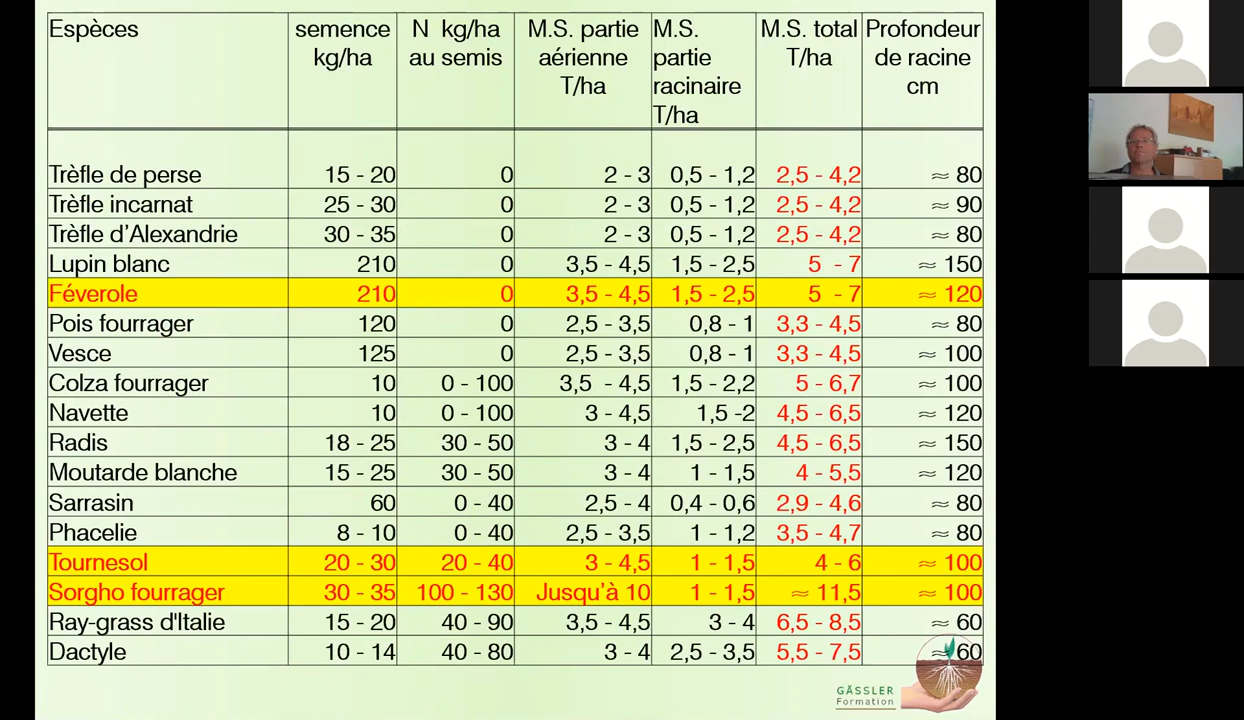 Espèces semence kg/ha N kg/ha au semis M.S. partie aérienne T/ha M.S. partie racinaire T/ha M.S. total T/ha Profondeur de racine cm
Trèfle de perse 15 - 20 0 2 - 3 0,5 - 1,2 2,5 - 4,2 ≈ 80
Trèfle incarnat 25 - 30 0 2 - 3 0,5 - 1,2 2,5 - 4,2 ≈ 90
Trèfle d’Alexandrie 30 - 35 0 2 - 3 0,5 - 1,2 2,5 - 4,2 ≈ 80
Lupin blanc 210 0 3,5 - 4,5 1,5 - 2,5 5 - 7 ≈ 150
Féverole 210 0 3,5 - 4,5 1,5 - 2,5 5 - 7 ≈ 120
Pois fourrager 120 0 2,5 - 3,5 0,8 - 1 3,3 - 4,5 ≈ 80
Vesce 125 0 2,5 - 3,5 0,8 - 1 3,3 - 4,5 ≈ 100
Colza fourrager 10 0 - 100 3,5 - 4,5 1,5 - 2,2 5 - 6,7 ≈ 100
Navette 10 0 - 100 3 - 4,5 1,5 -2 4,5 - 6,5 ≈ 120
Radis 18 - 25 30 - 50 3 - 4 1,5 - 2,5 4,5 - 6,5 ≈ 150
Moutarde blanche 15 - 25 30 - 50 3 - 4 1 - 1,5 4 - 5,5 ≈ 120
Sarrasin 60 0 - 40 2,5 - 4 0,4 - 0,6 2,9 - 4,6 ≈ 80
Phacelie 8 - 10 0 - 40 2,5 - 3,5 1 - 1,2 3,5 - 4,7 ≈ 80
Tournesol 20 - 30 20 - 40 3 - 4,5 1 - 1,5 4 - 6 ≈ 100
Sorgho fourrager 30 - 35 100 - 130 Jusqu’à 10 1 - 1,5 ≈ 11,5 ≈ 100
Ray-grass d'Italie 15 - 20 40 - 90 3,5 - 4,5 3 - 4 6,5 - 8,5 ≈ 60
Dactyle 10 - 14 40 - 80 3 - 4 2,5 - 3,5 5,5 - 7,5 ≈ 60
GÄSSLER
Formation